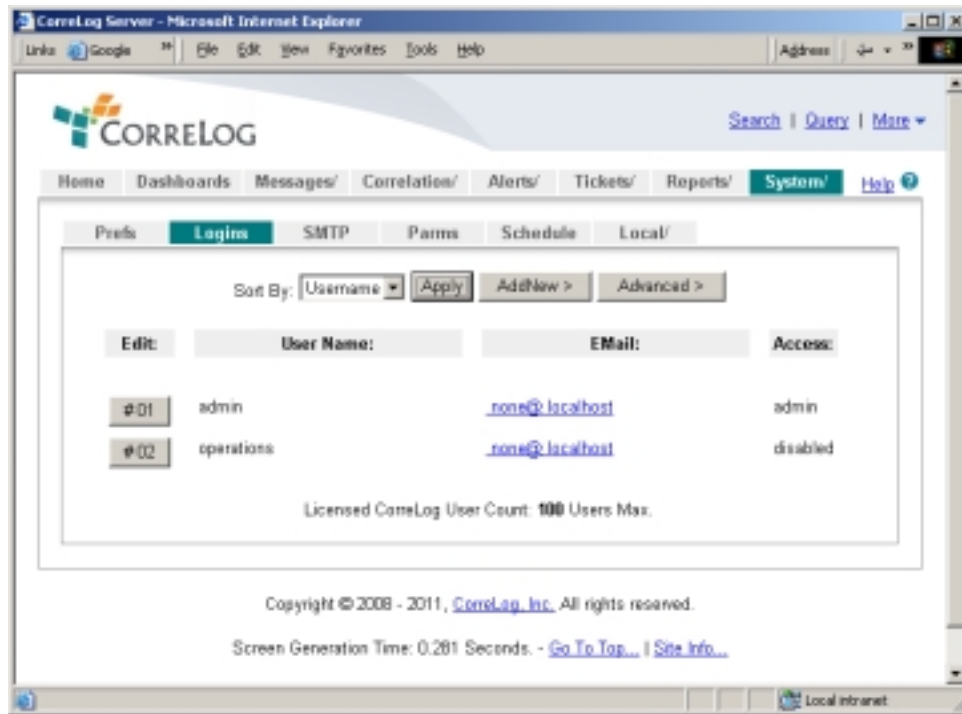 CorreLog Server - Microsoft Internet Explorer
Links Google » File Edit View Favorites Tools Help Address »
CORRELOG
Search | Query | More
Home Dashboards Messages/ Correlation/ Alerts/ Tickets/ Reports/ System/ Help ?
Prefs Logins SMTP Parms Schedule Local/
Sort By: Username Apply AddNew > Advanced >
Edit: User Name: EMail: Access:
#01 admin none@localhost admin
#02 operations none@localhost disabled
Licensed CorreLog User Count: 100 Users Max.
Copyright © 2008 - 2011, CorreLog, Inc. All rights reserved.
Screen Generation Time: 0.281 Seconds. - Go To Top... | Site Info...
Local intranet